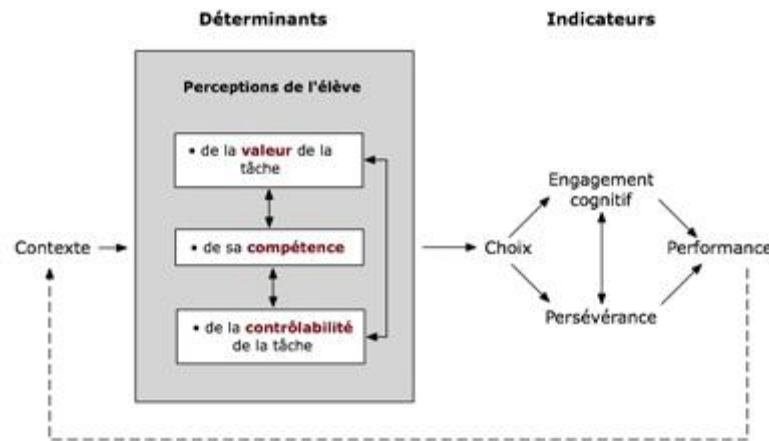 Déterminants
Indicateurs
Perceptions de l'élève
• de la valeur de la
tâche
• de sa compétence
• de la contrôlabilité
de la tâche
Contexte
Choix
Engagement
cognitif
Persévérance
Performance